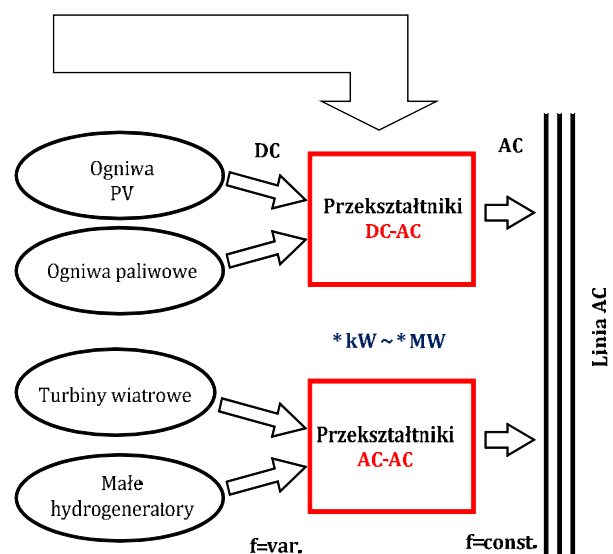 DC
AC
Ogniwa
PV
Przekształtniki
DC-AC
Ogniwa paliwowe
Linia AC
*kW~*MW
Turbiny wiatrowe
Przekształtniki
AC-AC
Małe
hydrogeneratory
f=var.
f=const.